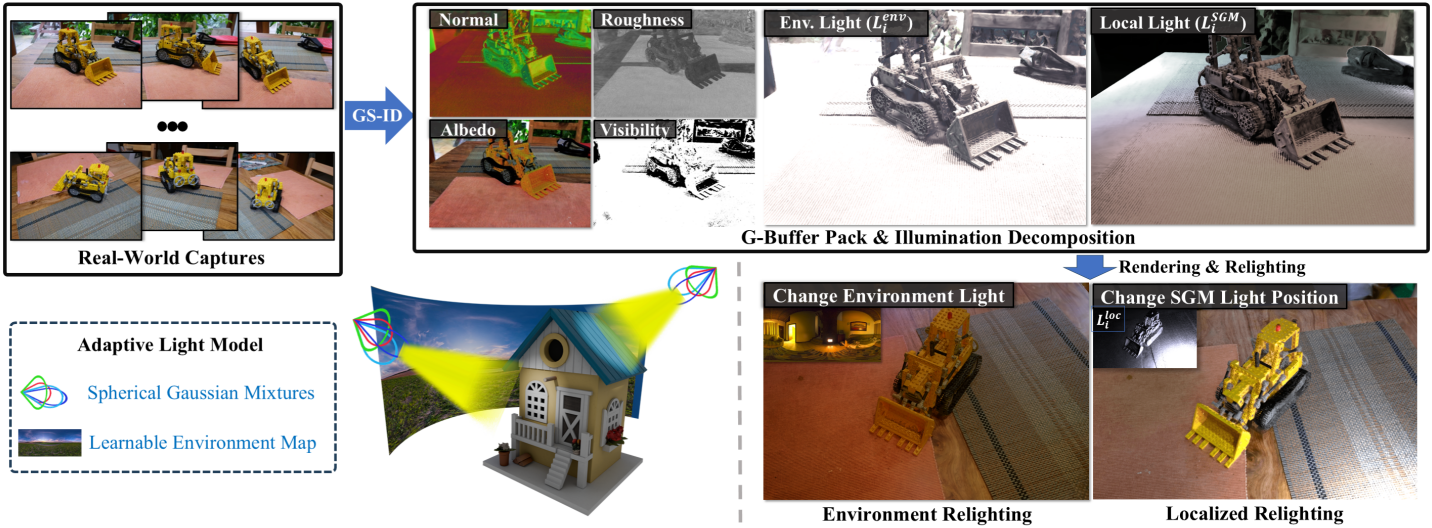 Normal
Roughness
Env. Light (L_i^{env})
Local Light (L_i^{SGM})
GS-ID
Albedo
Visibility
G-Buffer Pack & Illumination Decomposition
Real-World Captures
Rendering & Relighting
Change Environment Light
Change SGM Light Position
L_i^{loc}
Adaptive Light Model
Spherical Gaussian Mixtures
Learnable Environment Map
Environment Relighting
Localized Relighting